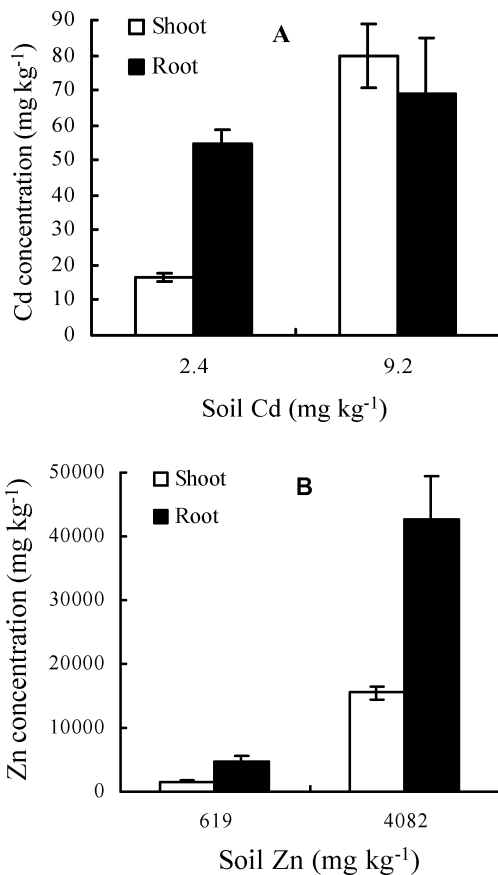 A
Shoot
Root
Cd concentration (mg kg⁻¹)
90
80
70
60
50
40
30
20
10
0
2.4 9.2
Soil Cd (mg kg⁻¹)
B
Shoot
Root
Zn concentration (mg kg⁻¹)
50000
40000
30000
20000
10000
0
619 4082
Soil Zn (mg kg⁻¹)